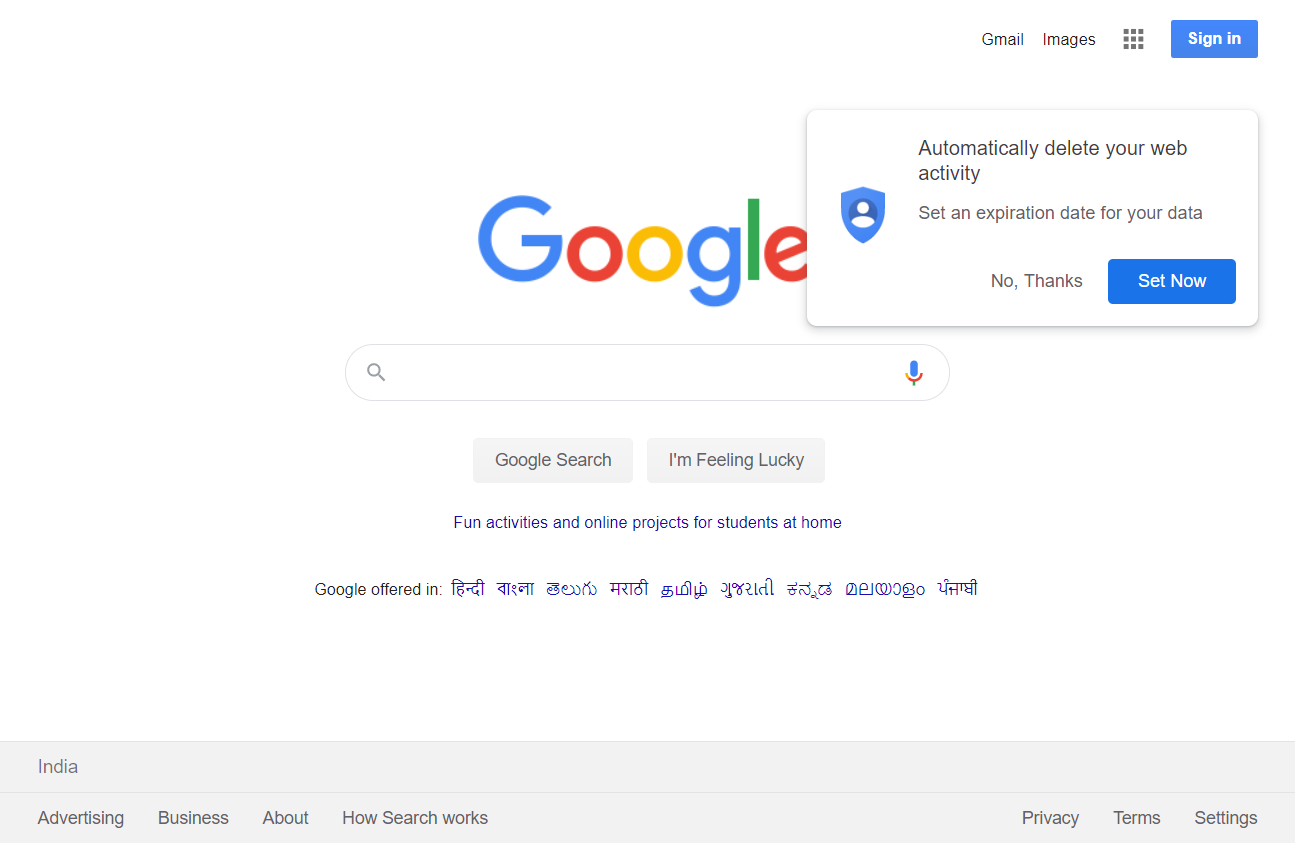 Gmail Images Sign in
Automatically delete your web
activity
Set an expiration date for your data
No, Thanks Set Now
Google
Google Search I'm Feeling Lucky
Fun activities and online projects for students at home
Google offered in: हिन्दी বাংলা తెలుగు मराठी தமிழ் ગુજરાતી ಕನ್ನಡ മലയാളം ਪੰਜਾਬੀ
India
Advertising Business About How Search works Privacy Terms Settings